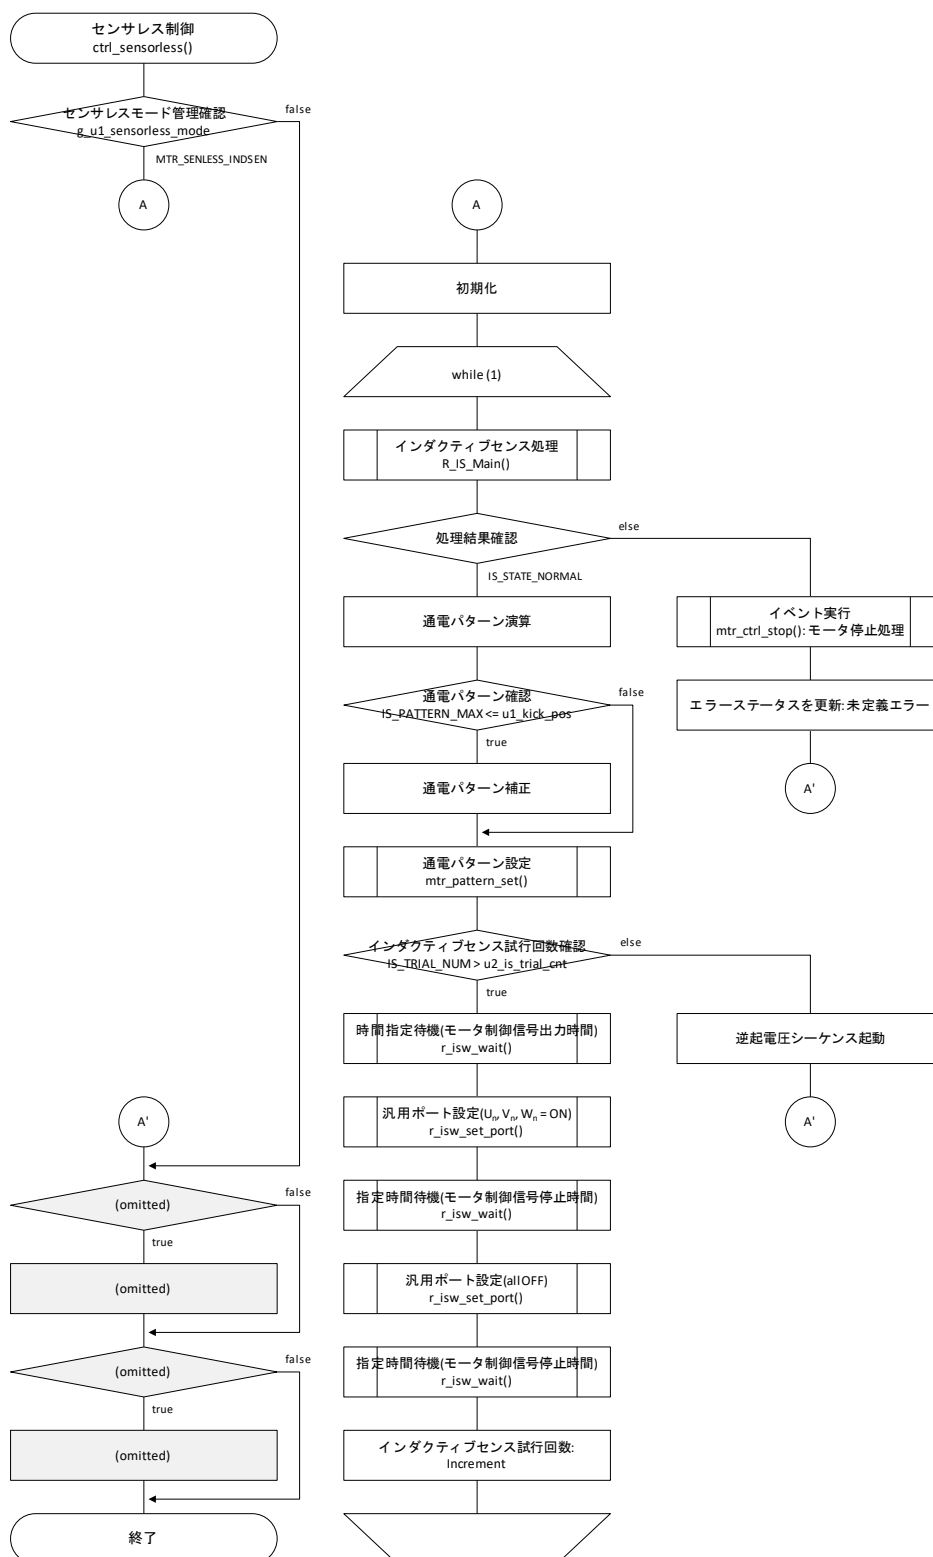 センサレス制御
ctrl_sensorless()
センサレスモード管理確認
g_u1_sensorless_mode
false
MTR_SENLESS_INDSEN
A
A
初期化
while (1)
インダクティブセンス処理
R_IS_Main()
処理結果確認
else
IS_STATE_NORMAL
通電パターン演算
イベント実行
mtr_ctrl_stop(): モータ停止処理
通電パターン確認
IS_PATTERN_MAX <= u1_kick_pos
false
true
エラーステータスを更新: 未定義エラー
A'
通電パターン補正
通電パターン設定
mtr_pattern_set()
インダクティブセンス試行回数確認
IS_TRIAL_NUM > u2_is_trial_cnt
else
true
時間指定待機(モータ制御信号出力時間)
r_isw_wait()
逆起電圧シーケンス起動
A'
汎用ポート設定(Un, Vn, Wn = ON)
r_isw_set_port()
指定時間待機(モータ制御信号停止時間)
r_isw_wait()
汎用ポート設定(all OFF)
r_isw_set_port()
指定時間待機(モータ制御信号停止時間)
r_isw_wait()
インダクティブセンス試行回数:
Increment
A'
(omitted)
false
true
(omitted)
(omitted)
false
true
(omitted)
終了